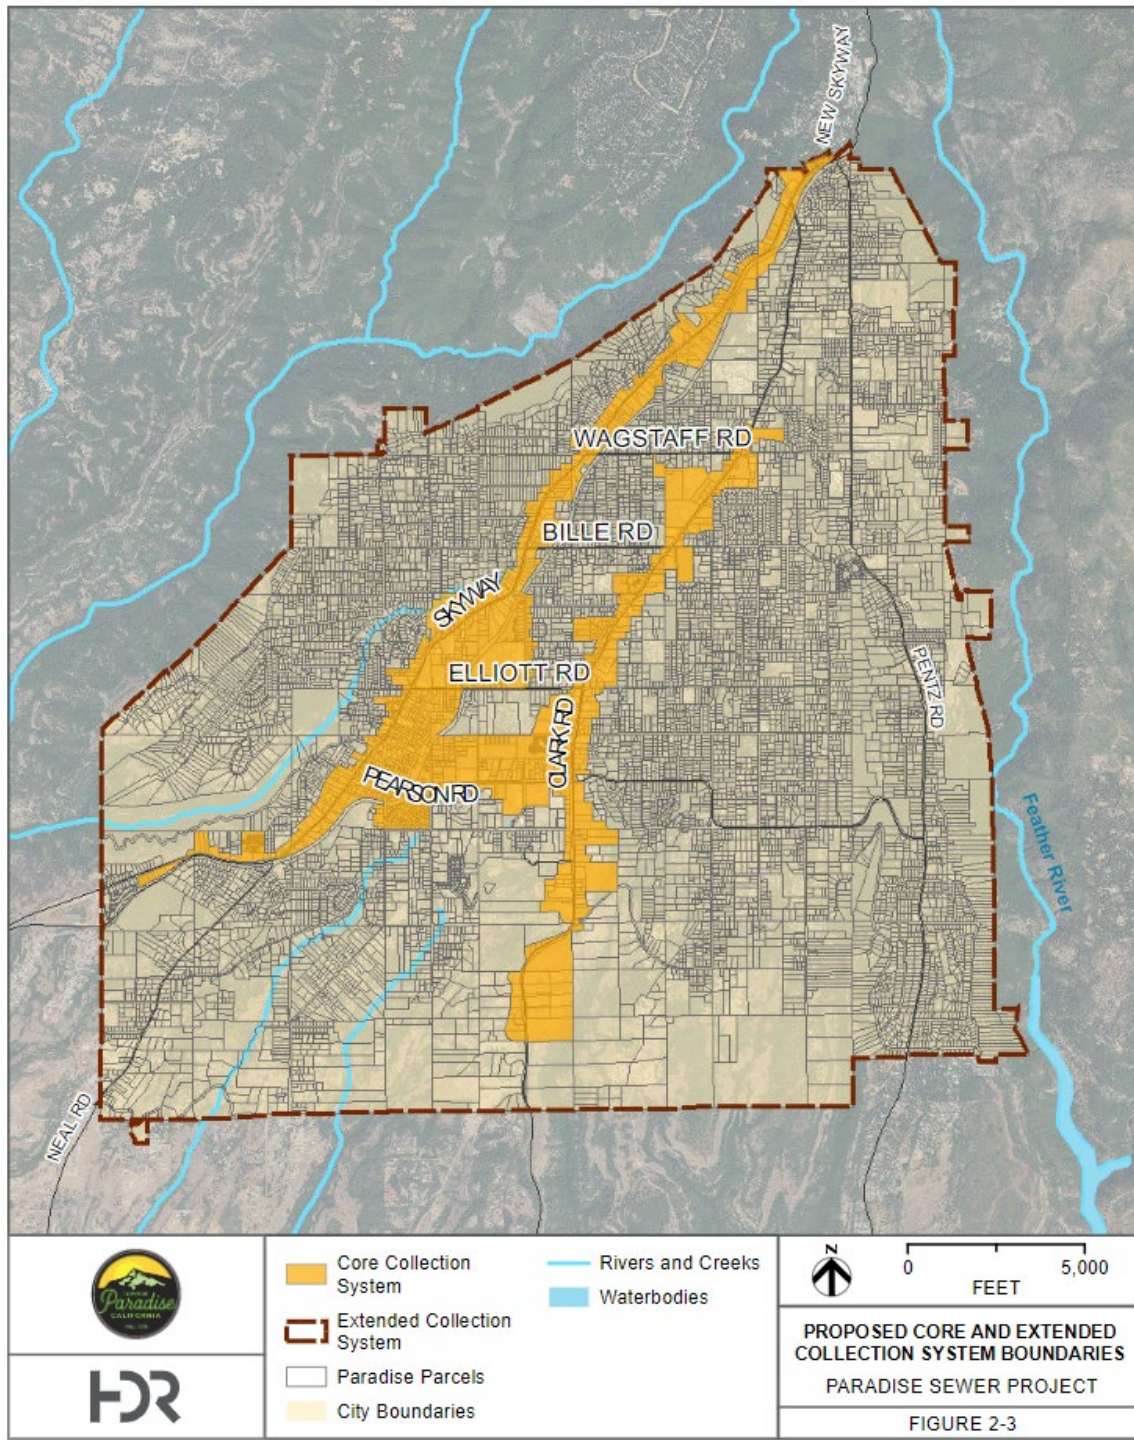 NEW SKYWAY
WAGSTAFF RD
BILLE RD
SKYWAY
ELLIOTT RD
PENTZ RD
CLARK RD
PEARSON RD
Feather River
NEAL RD
TOWN OF
Paradise
CALIFORNIA
HDR
Core Collection
System
Extended Collection
System
Paradise Parcels
City Boundaries
Rivers and Creeks
Waterbodies
N
0 5,000
FEET
PROPOSED CORE AND EXTENDED
COLLECTION SYSTEM BOUNDARIES
PARADISE SEWER PROJECT
FIGURE 2-3